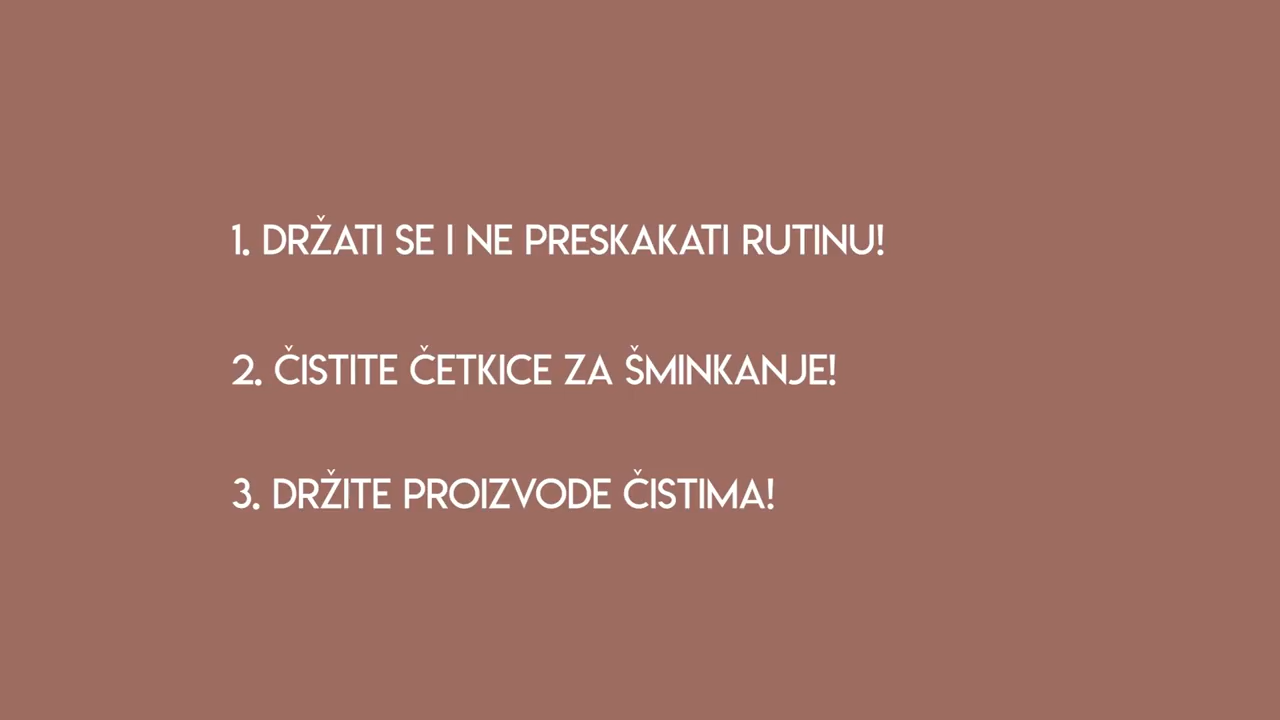 1. DRŽATI SE I NE PRESKAKATI RUTINU!
2. ČISTITE ČETKICE ZA ŠMINKANJE!
3. DRŽITE PROIZVODE ČISTIMA!